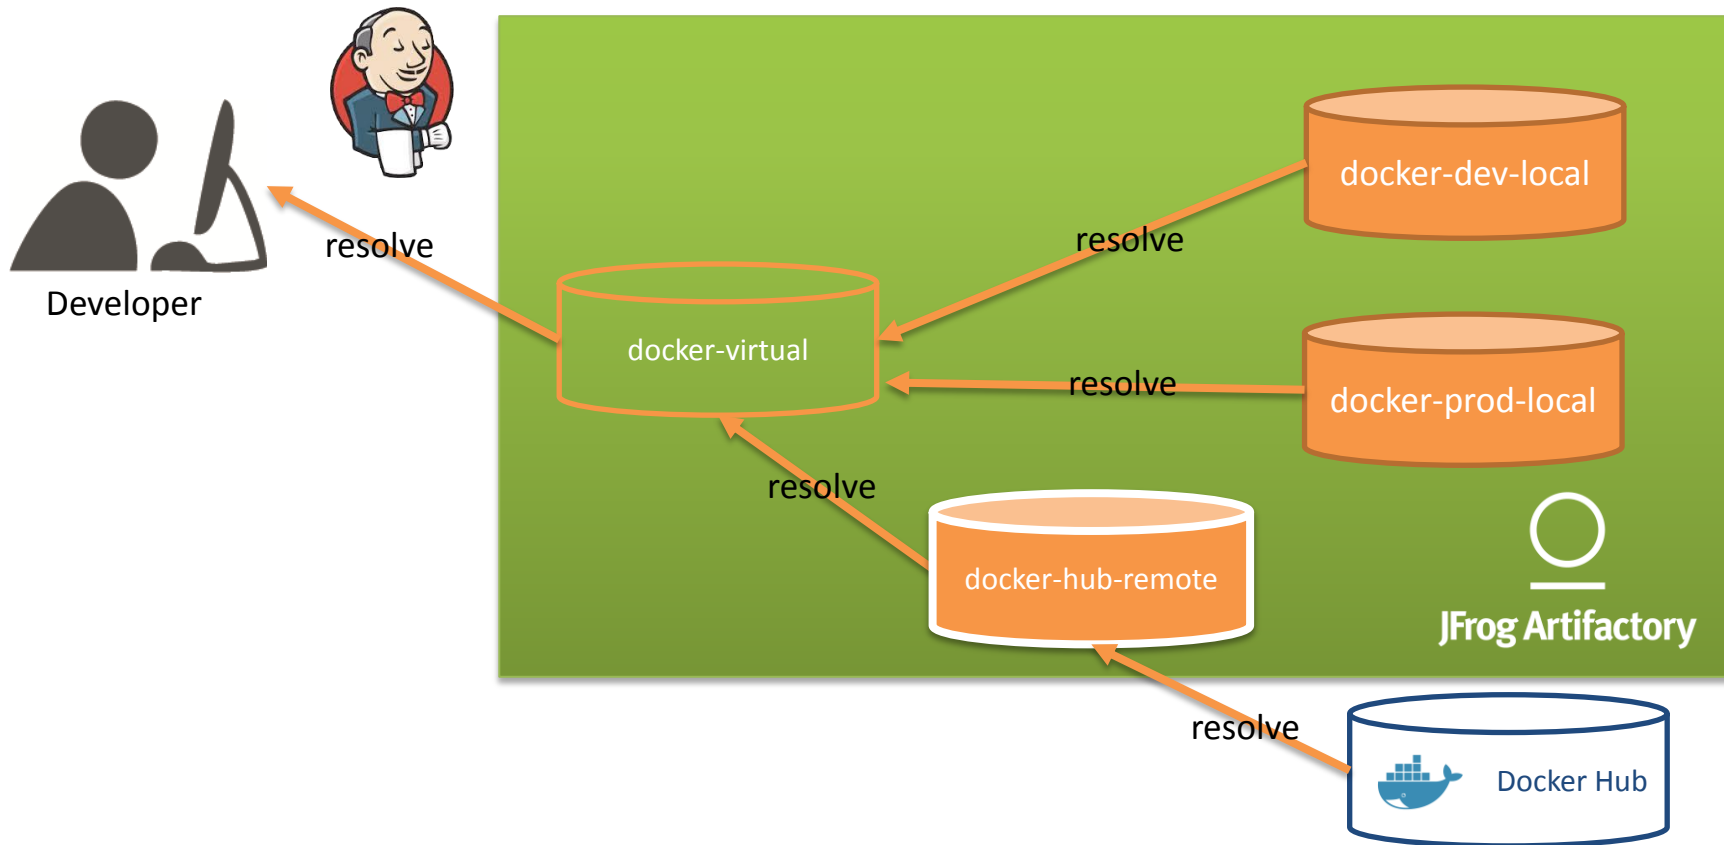 docker-dev-local
resolve
resolve
Developer
docker-virtual
resolve
docker-prod-local
resolve
docker-hub-remote
JFrog Artifactory
resolve
Docker Hub